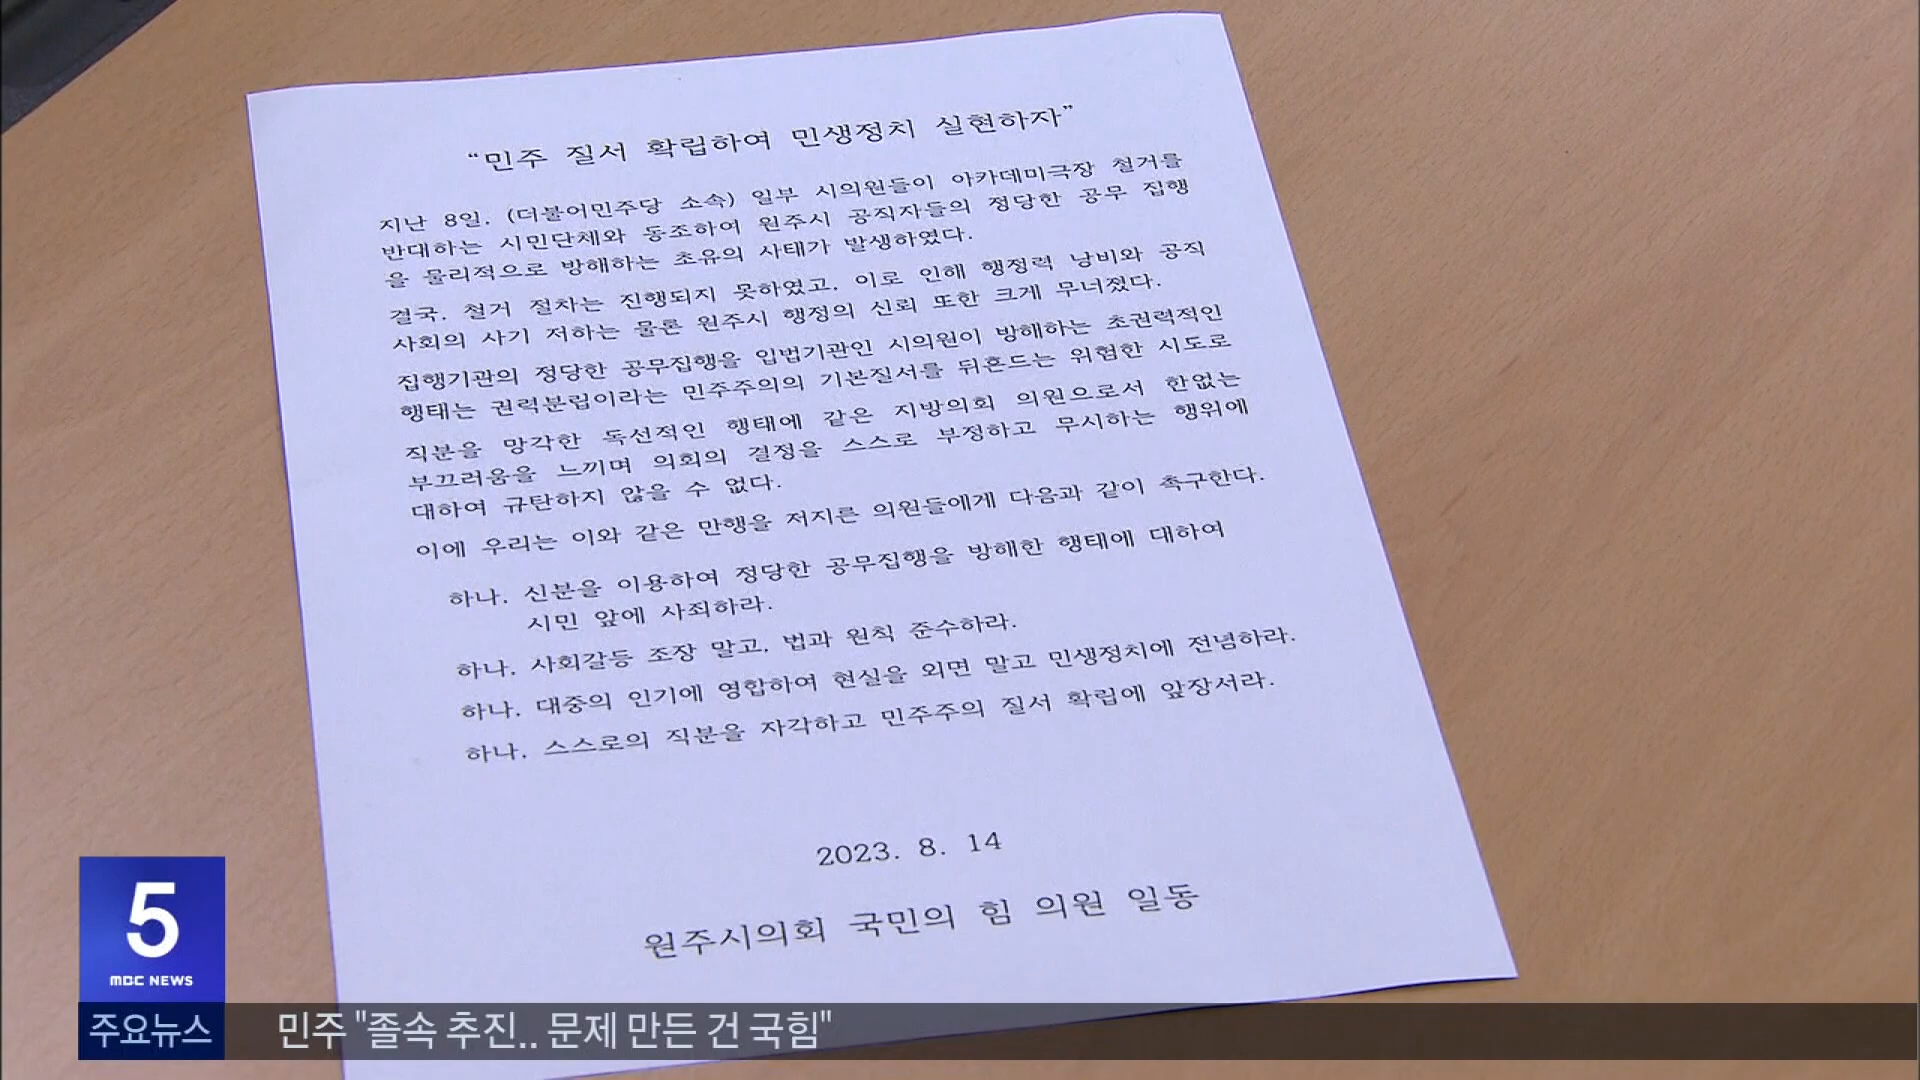 “민주 질서 확립하여 민생정치 실현하자”
지난 8일, (더불어민주당 소속) 일부 시의원들이 아카데미극장 철거를
반대하는 시민단체와 동조하여 원주시 공직자들의 정당한 공무 집행
을 물리적으로 방해하는 초유의 사태가 발생하였다.
결국, 철거 절차는 진행되지 못하였고, 이로 인해 행정력 낭비와 공직
사회의 사기 저하는 물론 원주시 행정의 신뢰 또한 크게 무너졌다.
집행기관의 정당한 공무집행을 입법기관인 시의원이 방해하는 초권력적인
행태는 권력분립이라는 민주주의의 기본질서를 뒤흔드는 위험한 시도로
직분을 망각한 독선적인 행태에 같은 지방의회 의원으로서 한없는
부끄러움을 느끼며 의회의 결정을 스스로 부정하고 무시하는 행위에
대하여 규탄하지 않을 수 없다.
이에 우리는 이와 같은 만행을 저지른 의원들에게 다음과 같이 촉구한다.
하나, 신분을 이용하여 정당한 공무집행을 방해한 행태에 대하여
시민 앞에 사죄하라.
하나, 사회갈등 조장 말고, 법과 원칙 준수하라.
하나, 대중의 인기에 영합하여 현실을 외면 말고 민생정치에 전념하라.
하나, 스스로의 직분을 자각하고 민주주의 질서 확립에 앞장서라.
2023. 8. 14
원주시의회 국민의 힘 의원 일동
5
MBC NEWS
주요뉴스 민주 "졸속 추진.. 문제 만든 건 국힘"